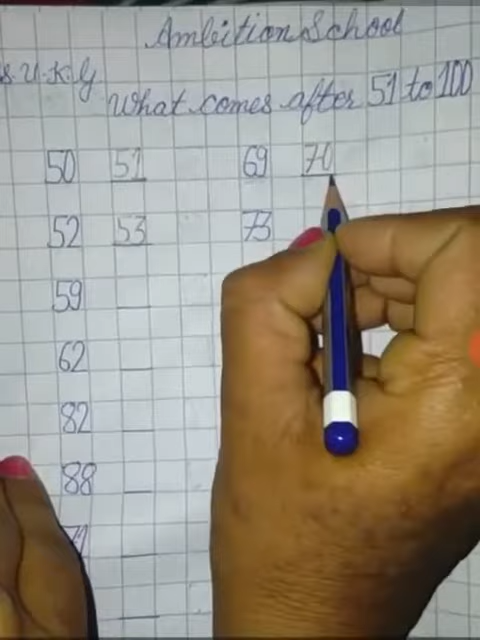 Ambition School
S.U.K.G
What comes after 51 to 100
50 51 69 70
52 53 73
59
62
82
88